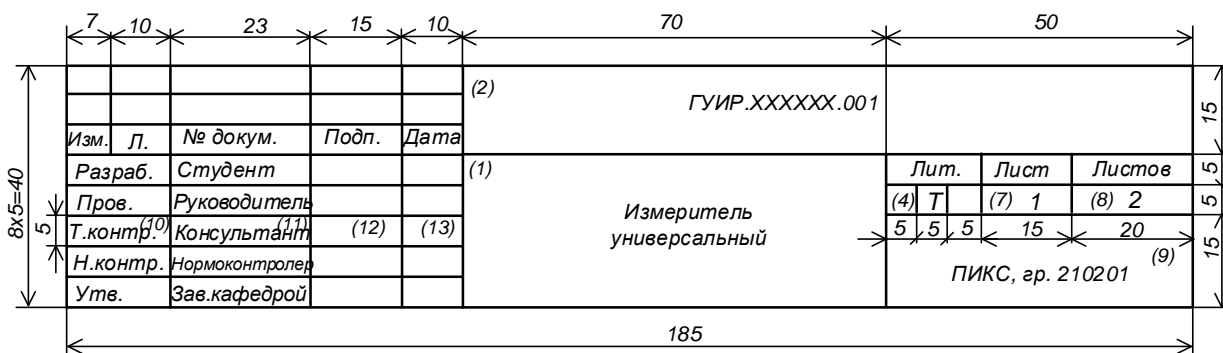 7 10 23 15 10 70 50
(2) ГУИР.XXXXXX.001
15
Изм. Л. № докум. Подп. Дата
Разраб. Студент (1) Лит. Лист Листов 5
Пров. Руководитель (4) Т (7) 1 (8) 2 5
8х5=40
5
Т.контр. (10) Консультант (11) (12) (13)
Измеритель
универсальный
5 5 5 15 20
15
Н.контр. Нормоконтролер (9)
ПИКС, гр. 210201
Утв. Зав.кафедрой
185